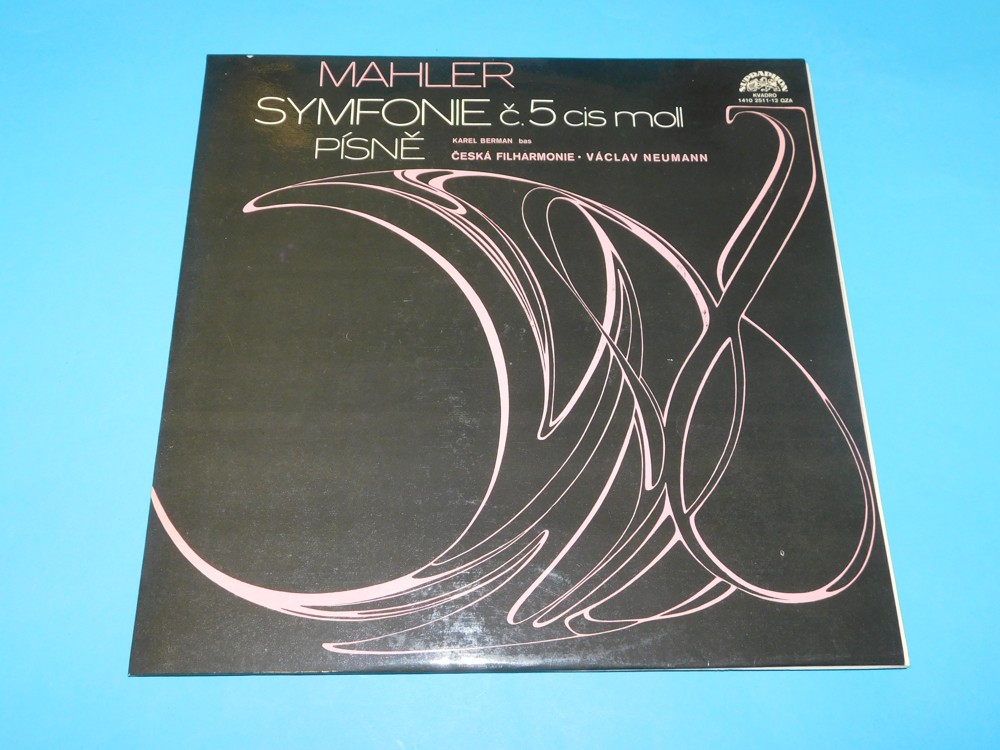 MAHLER
SYMFONIE č. 5 cis moll
PÍSNĚ
KAREL BERMAN bas
ČESKÁ FILHARMONIE · VÁCLAV NEUMANN
SUPRAPHON
KVADRO
1410 2511-12 QZA